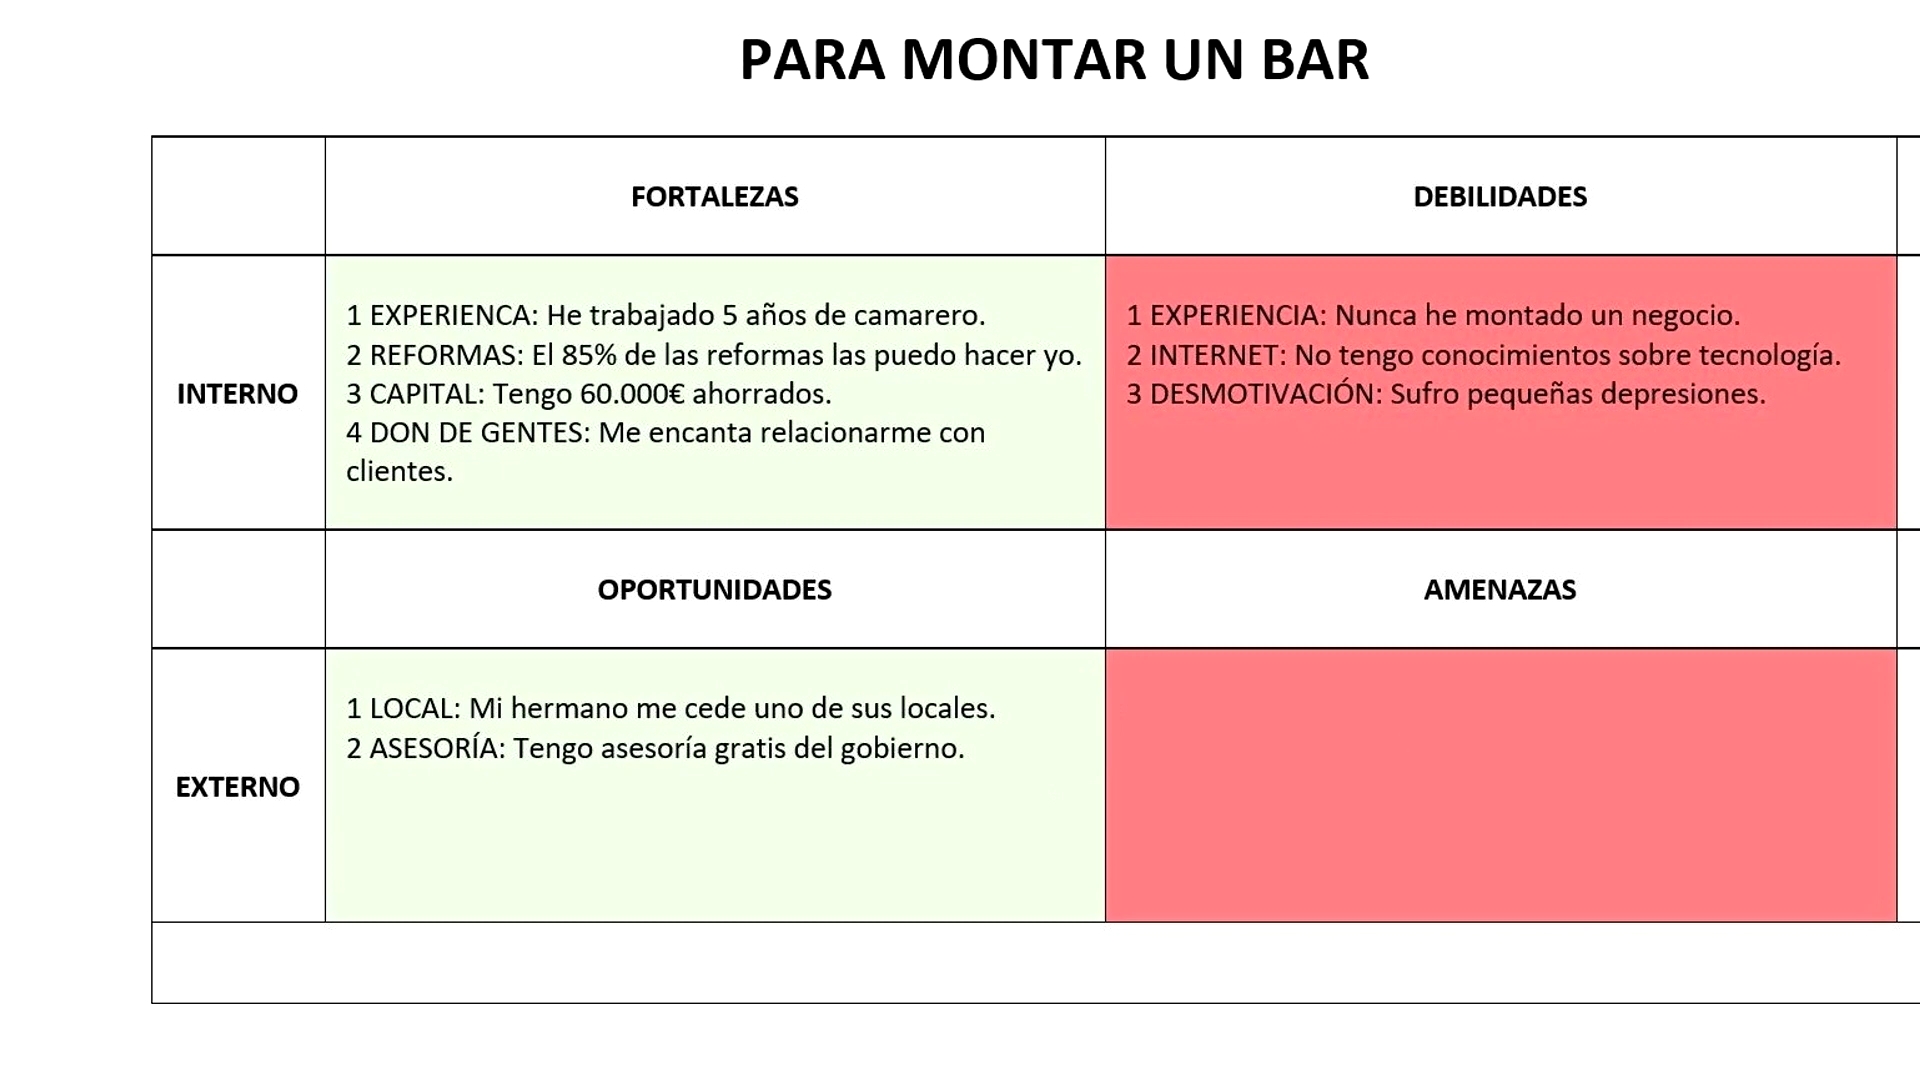 PARA MONTAR UN BAR
FORTALEZAS
DEBILIDADES
INTERNO
1 EXPERIENCA: He trabajado 5 años de camarero.
2 REFORMAS: El 85% de las reformas las puedo hacer yo.
3 CAPITAL: Tengo 60.000€ ahorrados.
4 DON DE GENTES: Me encanta relacionarme con
clientes.
1 EXPERIENCIA: Nunca he montado un negocio.
2 INTERNET: No tengo conocimientos sobre tecnología.
3 DESMOTIVACIÓN: Sufro pequeñas depresiones.
OPORTUNIDADES
AMENAZAS
EXTERNO
1 LOCAL: Mi hermano me cede uno de sus locales.
2 ASESORÍA: Tengo asesoría gratis del gobierno.